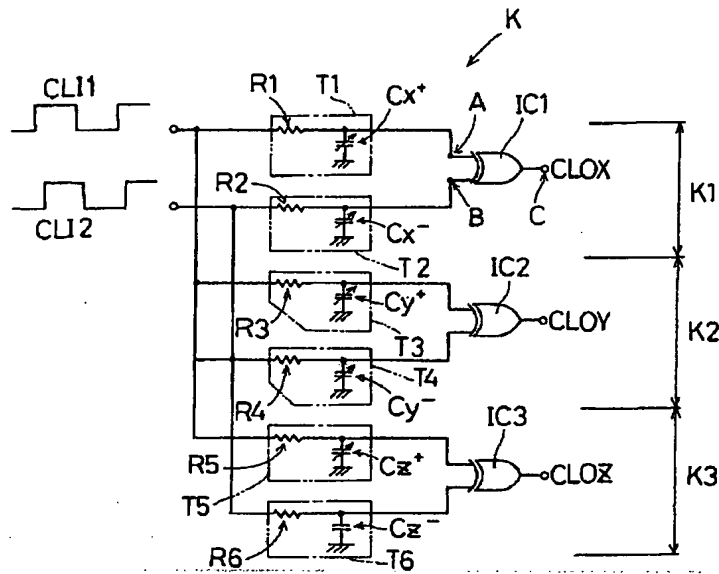 K
CLI1
R1
T1
Cx+
A
IC1
CLOX
K1
CLI2
R2
B
C
Cx-
T2
R3
Cy+
T3
IC2
CLOY
K2
R4
T4
Cy-
R5
Cz+
T5
IC3
CLOZ
K3
R6
Cz-
T6